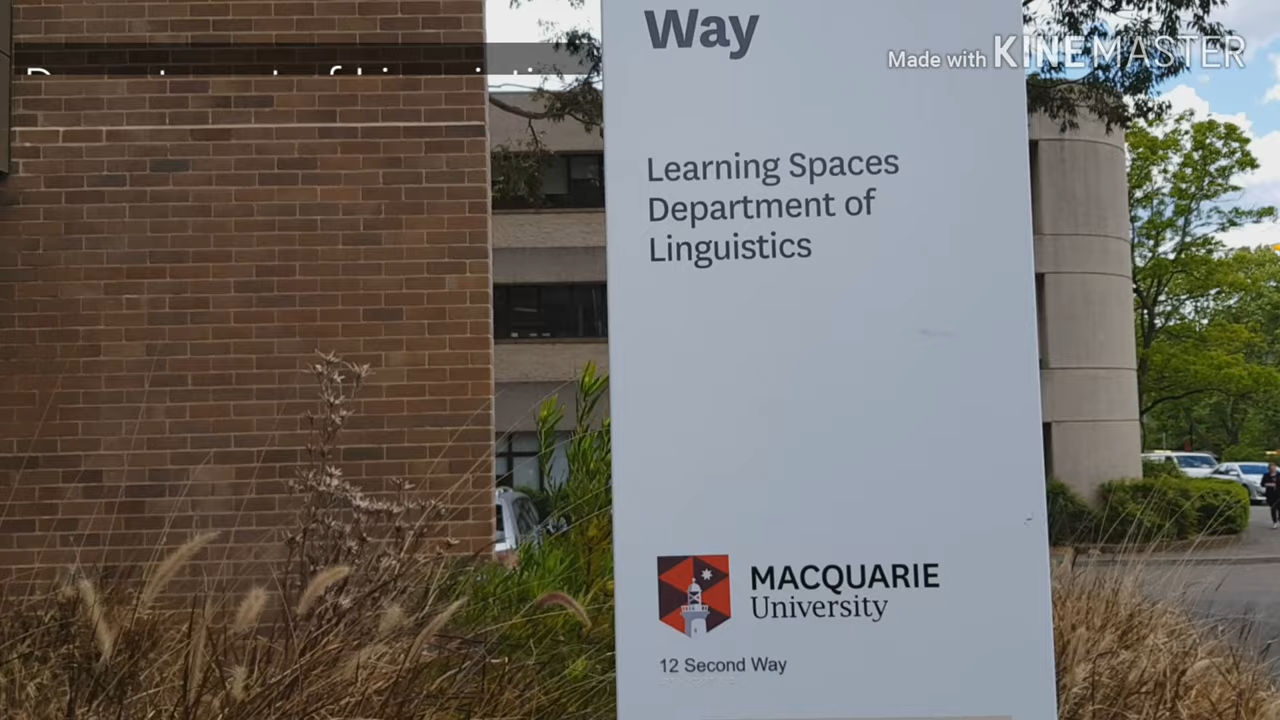 Way
Made with KINEMASTER
Learning Spaces
Department of
Linguistics
MACQUARIE
University
12 Second Way